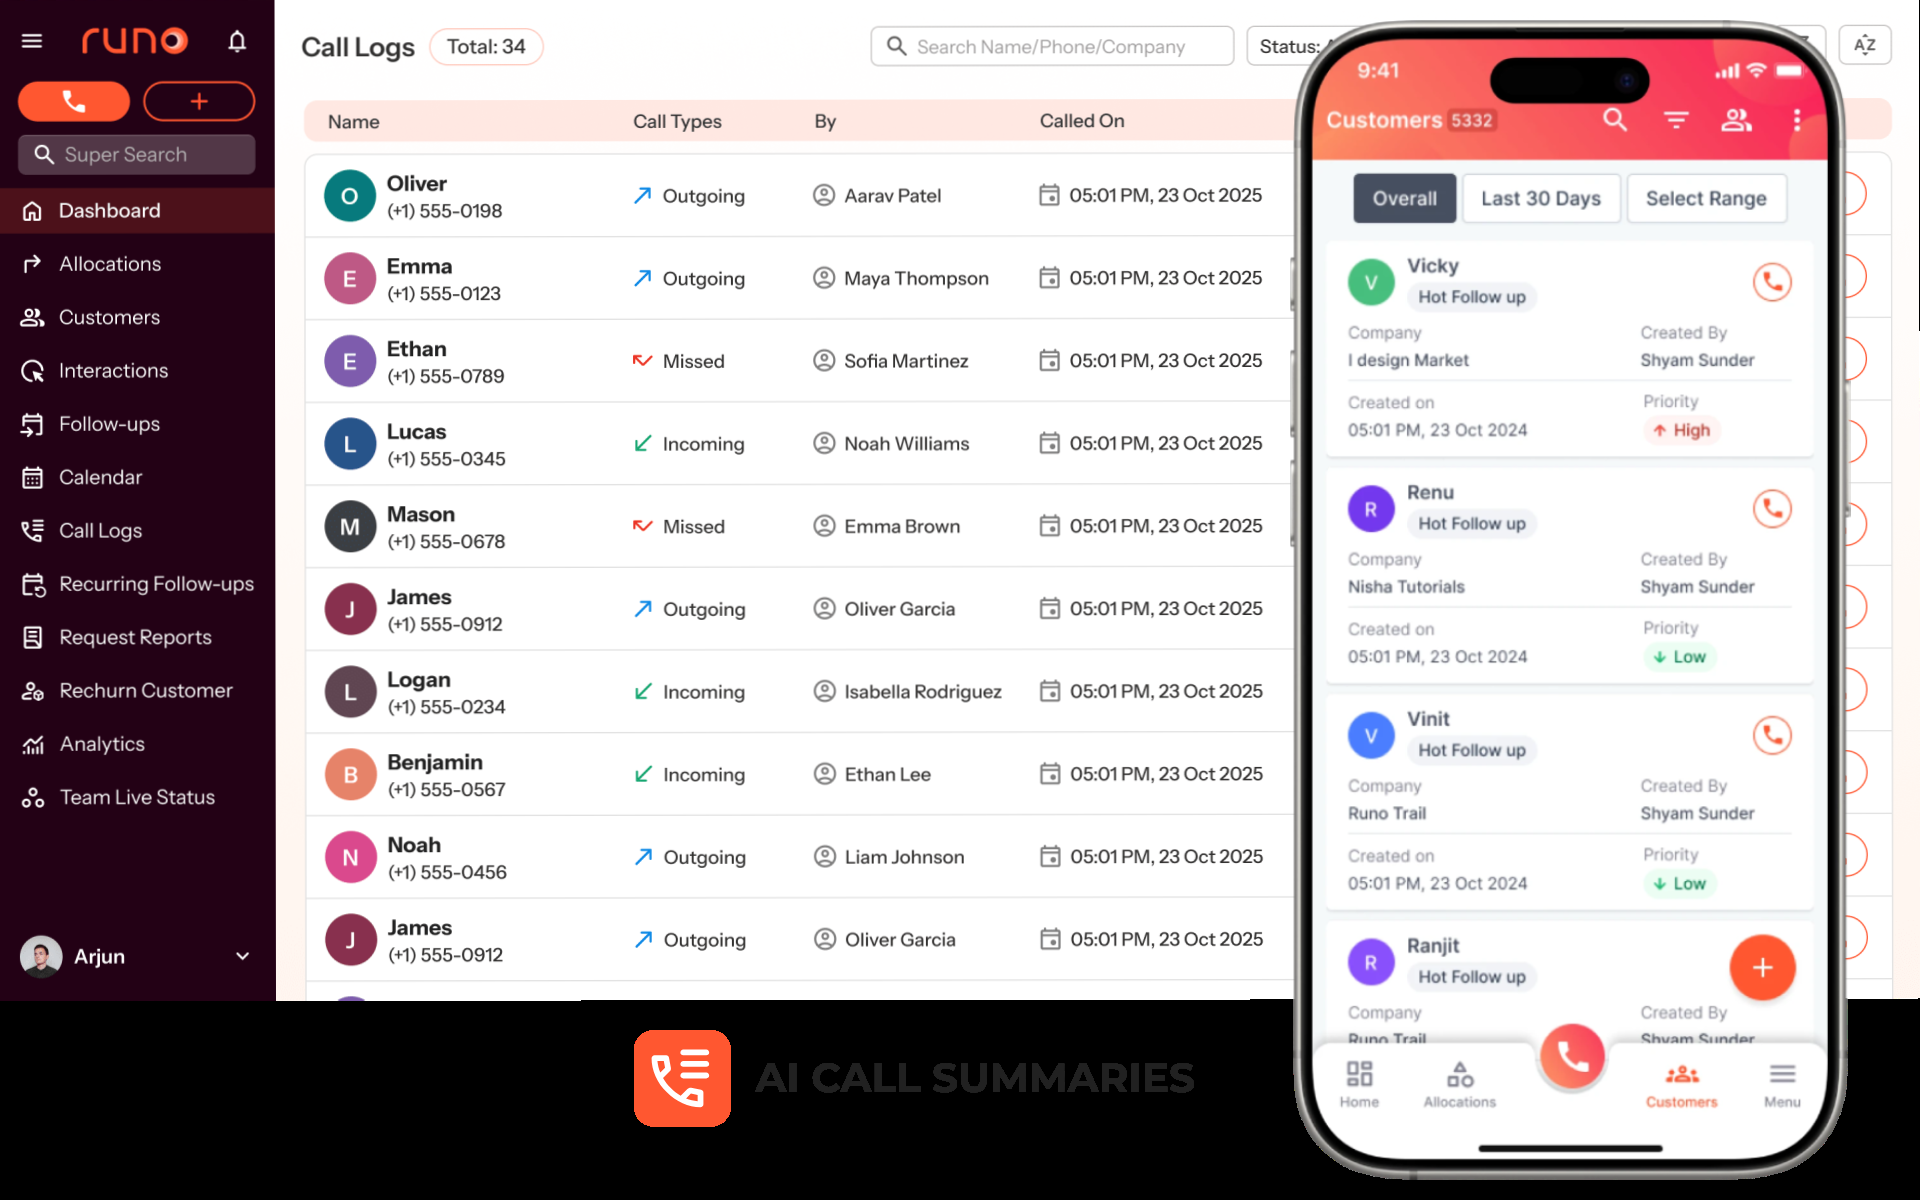 runo
Super Search
Dashboard
Allocations
Customers
Interactions
Follow-ups
Calendar
Call Logs
Recurring Follow-ups
Request Reports
Rechurn Customer
Analytics
Team Live Status
Arjun
Call Logs
Total: 34
Search Name/Phone/Company
Status:
AZ
Name Call Types By Called On
O Oliver
(+1) 555-0198
Outgoing
Aarav Patel
05:01 PM, 23 Oct 2025
E Emma
(+1) 555-0123
Outgoing
Maya Thompson
05:01 PM, 23 Oct 2025
E Ethan
(+1) 555-0789
Missed
Sofia Martinez
05:01 PM, 23 Oct 2025
L Lucas
(+1) 555-0345
Incoming
Noah Williams
05:01 PM, 23 Oct 2025
M Mason
(+1) 555-0678
Missed
Emma Brown
05:01 PM, 23 Oct 2025
J James
(+1) 555-0912
Outgoing
Oliver Garcia
05:01 PM, 23 Oct 2025
L Logan
(+1) 555-0234
Incoming
Isabella Rodriguez
05:01 PM, 23 Oct 2025
B Benjamin
(+1) 555-0567
Incoming
Ethan Lee
05:01 PM, 23 Oct 2025
N Noah
(+1) 555-0456
Outgoing
Liam Johnson
05:01 PM, 23 Oct 2025
J James
(+1) 555-0912
Outgoing
Oliver Garcia
05:01 PM, 23 Oct 2025
AI CALL SUMMARIES
9:41
Customers 5332
Overall
Last 30 Days
Select Range
V Vicky
Hot Follow up
Company Created By
I design Market Shyam Sunder
Created on Priority
05:01 PM, 23 Oct 2024 High
R Renu
Hot Follow up
Company Created By
Nisha Tutorials Shyam Sunder
Created on Priority
05:01 PM, 23 Oct 2024 Low
V Vinit
Hot Follow up
Company Created By
Runo Trail Shyam Sunder
Created on Priority
05:01 PM, 23 Oct 2024 Low
R Ranjit
Hot Follow up
Company Created By
Runo Trail Shyam Sunder
Home
Allocations
Customers
Menu